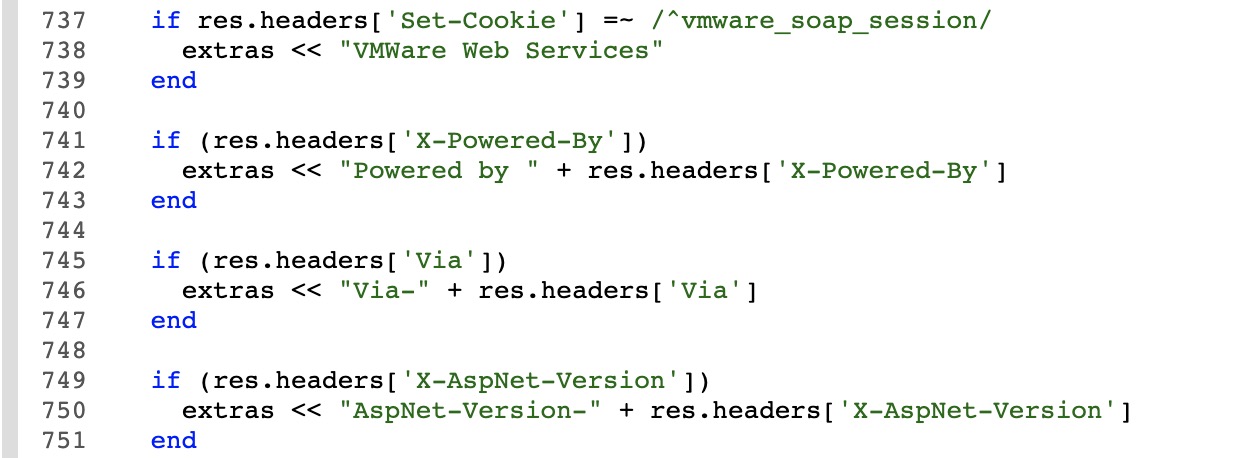 737 if res.headers['Set-Cookie'] =~ /^vmware_soap_session/
738 extras << "VMWare Web Services"
739 end
740
741 if (res.headers['X-Powered-By'])
742 extras << "Powered by " + res.headers['X-Powered-By']
743 end
744
745 if (res.headers['Via'])
746 extras << "Via-" + res.headers['Via']
747 end
748
749 if (res.headers['X-AspNet-Version'])
750 extras << "AspNet-Version-" + res.headers['X-AspNet-Version']
751 end